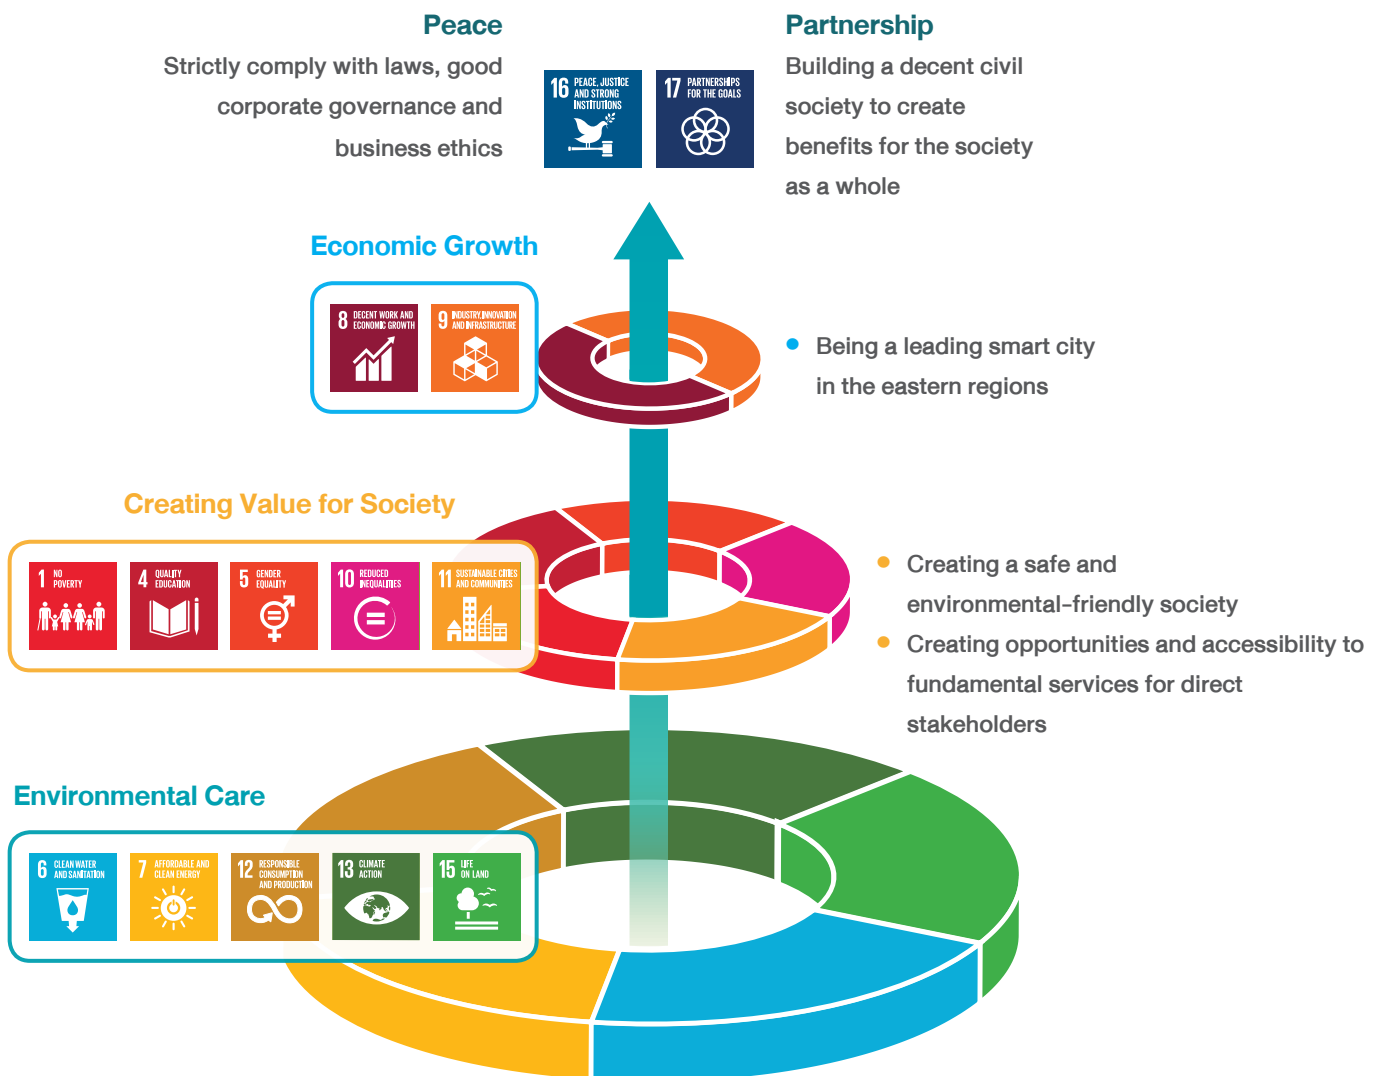 Peace
Strictly comply with laws, good
corporate governance and
business ethics
16 PEACE, JUSTICE
AND STRONG
INSTITUTIONS
17 PARTNERSHIPS
FOR THE GOALS
Partnership
Building a decent civil
society to create
benefits for the society
as a whole
Economic Growth
8 DECENT WORK AND
ECONOMIC GROWTH
9 INDUSTRY, INNOVATION
AND INFRASTRUCTURE
• Being a leading smart city
in the eastern regions
Creating Value for Society
1 NO
POVERTY
4 QUALITY
EDUCATION
5 GENDER
EQUALITY
10 REDUCED
INEQUALITIES
11 SUSTAINABLE CITIES
AND COMMUNITIES
• Creating a safe and
environmental-friendly society
• Creating opportunities and accessibility to
fundamental services for direct
stakeholders
Environmental Care
6 CLEAN WATER
AND SANITATION
7 AFFORDABLE AND
CLEAN ENERGY
12 RESPONSIBLE
CONSUMPTION
AND PRODUCTION
13 CLIMATE
ACTION
15 LIFE
ON LAND